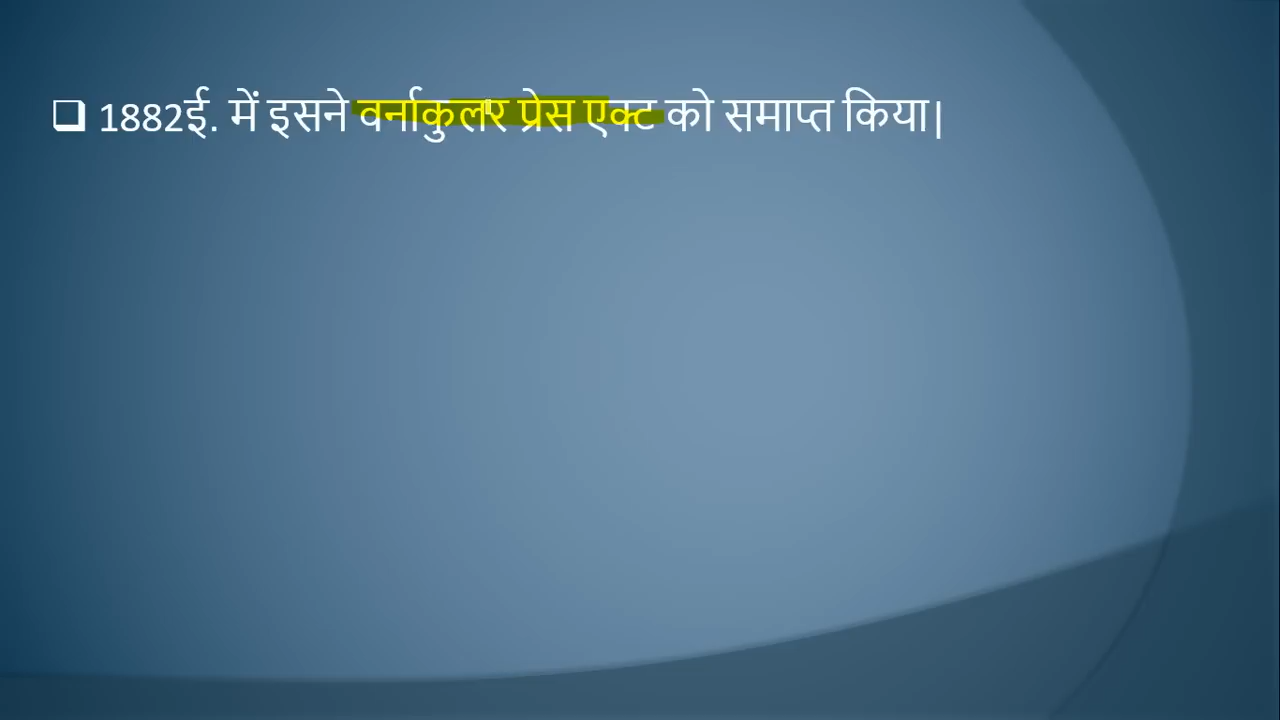 ❑ 1882ई. में इसने वर्नाकुलर प्रेस एक्ट को समाप्त किया|